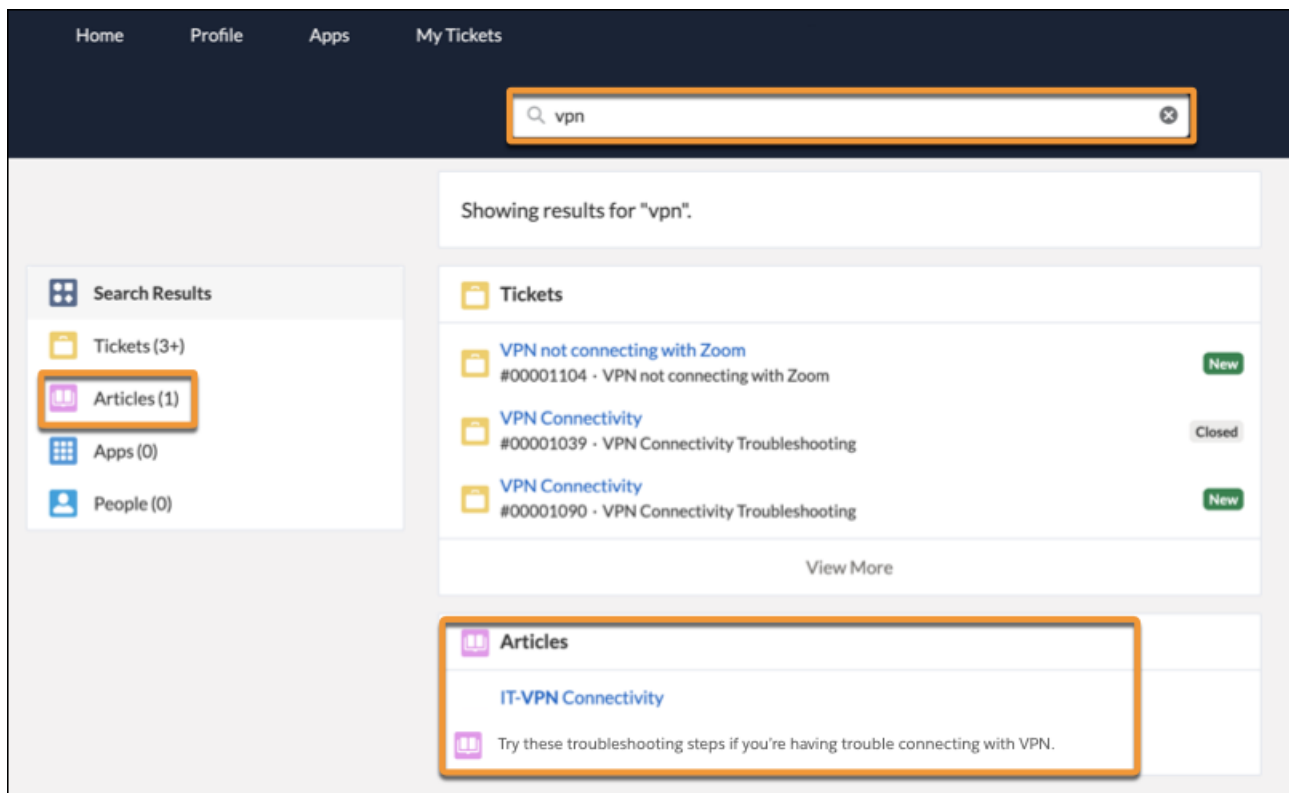 Home Profile Apps My Tickets
vpn
Showing results for "vpn".
Search Results
Tickets (3+)
Articles (1)
Apps (0)
People (0)
Tickets
VPN not connecting with Zoom
#00001104 · VPN not connecting with Zoom
New
VPN Connectivity
#00001039 · VPN Connectivity Troubleshooting
Closed
VPN Connectivity
#00001090 · VPN Connectivity Troubleshooting
New
View More
Articles
IT-VPN Connectivity
Try these troubleshooting steps if you're having trouble connecting with VPN.